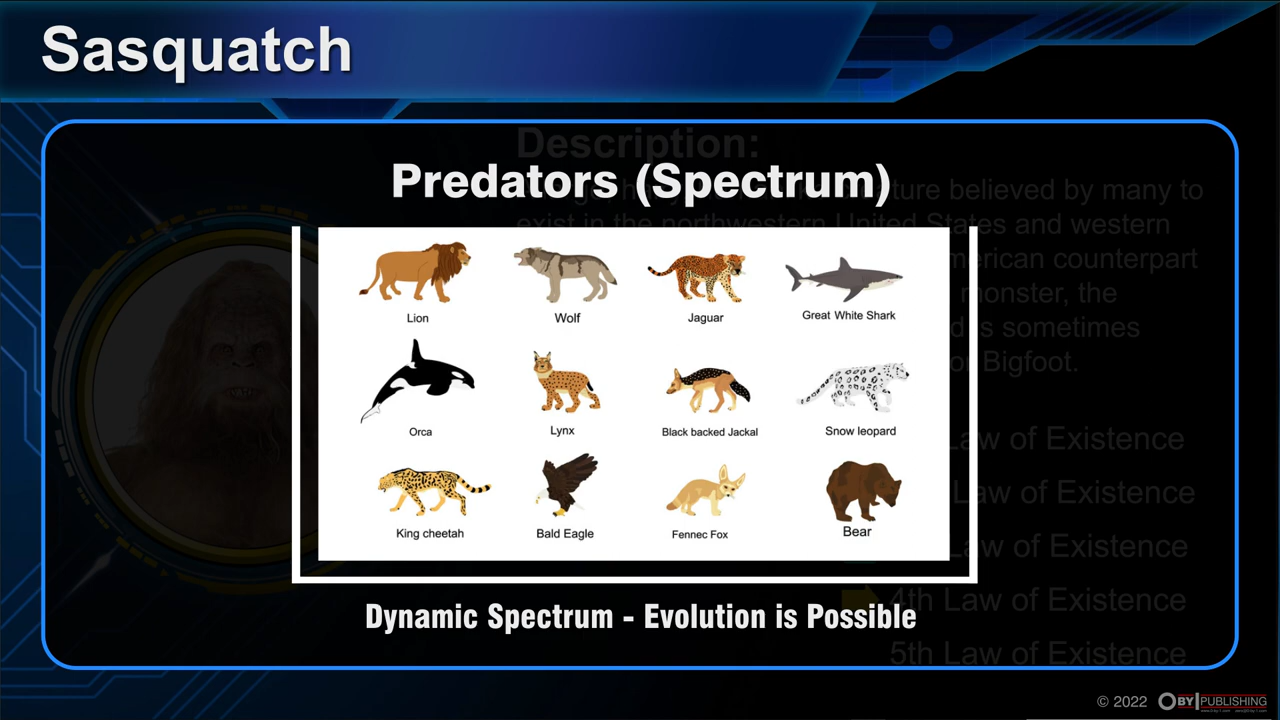 Sasquatch
Description:
Predators (Spectrum)
ture believed by many to
exist in the northwestern United States and western
merican counterpart
monster, the
is sometimes
or Bigfoot.
Lion
Wolf
Jaguar
Great White Shark
Orca
Lynx
Black backed Jackal
Snow leopard
King cheetah
Bald Eagle
Fennec Fox
Bear
Law of Existence
Law of Existence
Law of Existence
4th Law of Existence
Dynamic Spectrum - Evolution is Possible
5th Law of Existence
© 2022 OBY|PUBLISHING